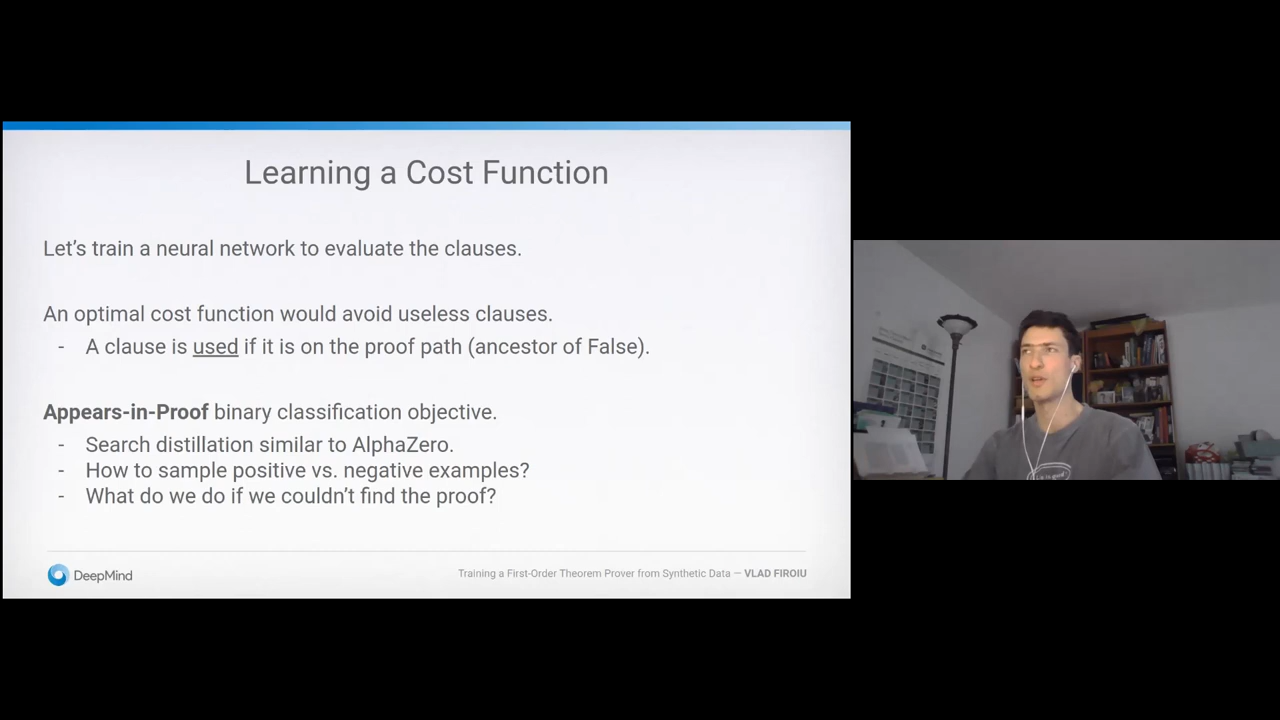 Learning a Cost Function
Let's train a neural network to evaluate the clauses.
An optimal cost function would avoid useless clauses.
- A clause is used if it is on the proof path (ancestor of False).
Appears-in-Proof binary classification objective.
- Search distillation similar to AlphaZero.
- How to sample positive vs. negative examples?
- What do we do if we couldn't find the proof?
DeepMind
Training a First-Order Theorem Prover from Synthetic Data — VLAD FIROIU